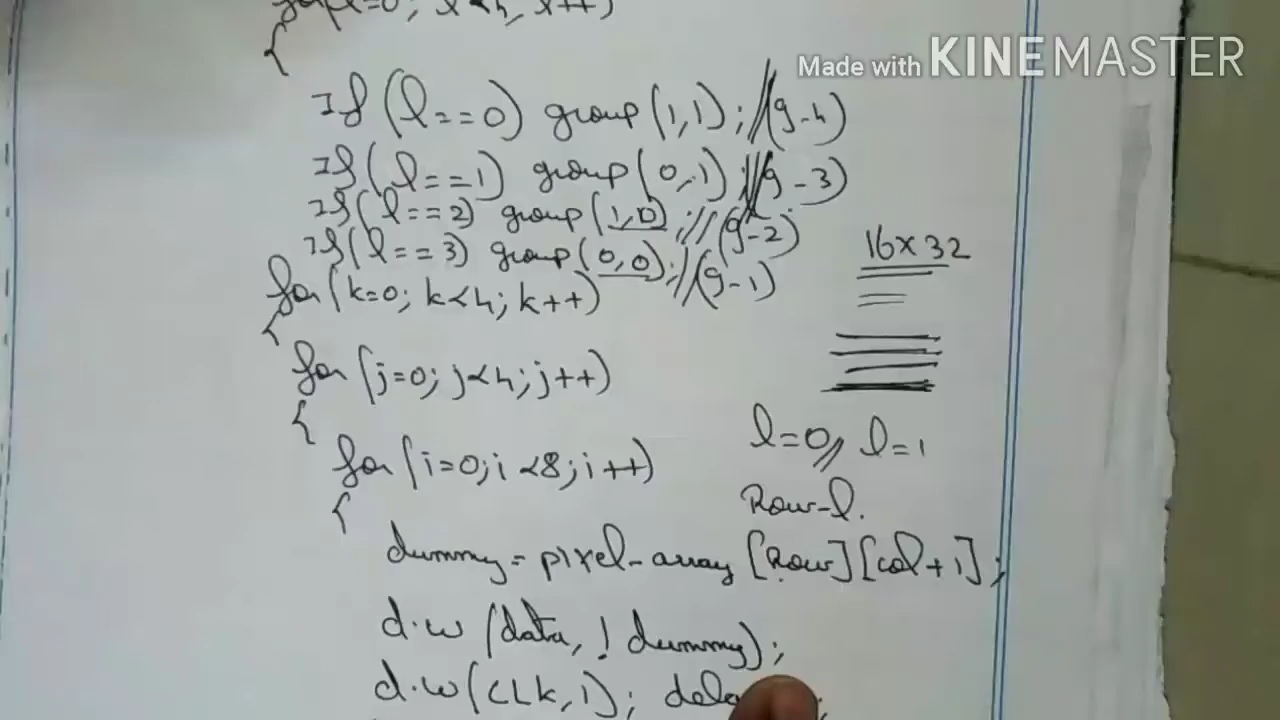 Made with KINEMASTER
{
If (l==0) group (1,1); //(g-4)
If (l==1) group (0,1) //(g-3)
If (l==2) group (1,0); //(g-2)
If (l==3) group (0,0); //(g-1)
16x32
for (k=0; k<4; k++)
{
for (j=0; j<4; j++)
{
l=0, l=1
for (i=0; i<8; i++)
Row-l.
{
dummy = pixel-array [Row][col+1];
d.w (data, ! dummy);
d.w (CLk, 1);